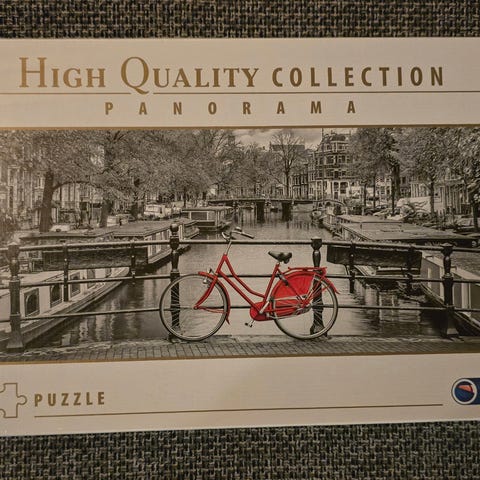 HIGH QUALITY COLLECTION
PANORAMA
PUZZLE